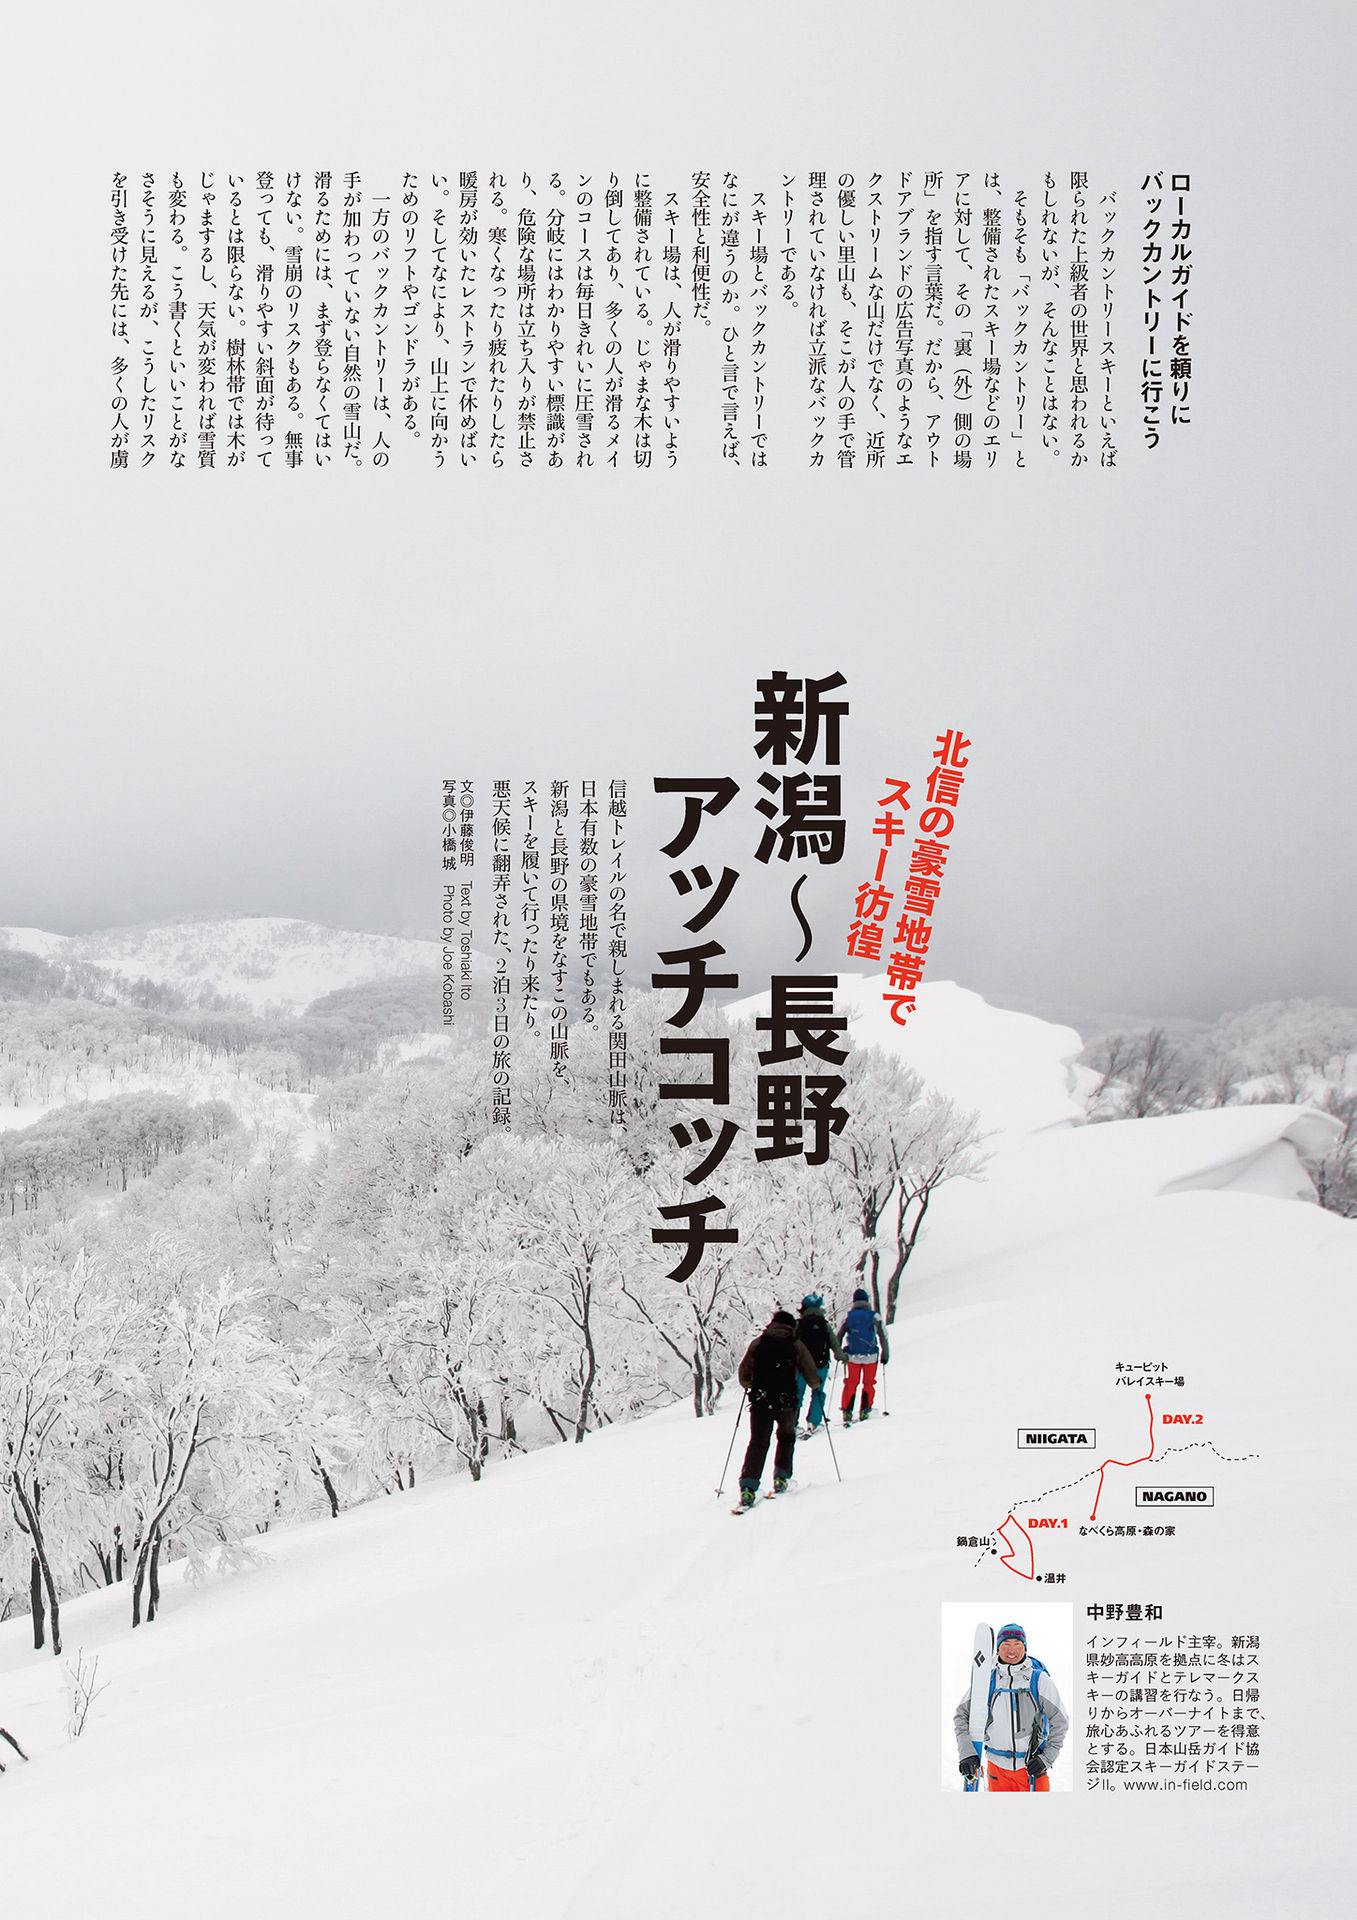 ローカルガイドを頼りに
バックカントリーに行こう
バックカントリースキーといえば
限られた上級者の世界と思われるか
もしれないが、そんなことはない。
そもそも「バックカントリー」と
は、整備されたスキー場などのエリ
アに対して、その「裏（外）側の場
所」を指す言葉だ。だから、アウト
ドアブランドの広告写真のようなエ
クストリームな山だけでなく、近所
の優しい里山も、そこが人の手で管
理されていなければ立派なバックカ
ントリーである。
スキー場とバックカントリーでは
なにが違うのか。ひと言で言えば、
安全性と利便性だ。
スキー場は、人が滑りやすいよう
に整備されている。じゃまな木は切
り倒してあり、多くの人が滑るメイ
ンのコースは毎日きれいに圧雪され
る。分岐にはわかりやすい標識があ
り、危険な場所は立ち入りが禁止さ
れる。寒くなったり疲れたりしたら
暖房が効いたレストランで休めばい
い。そしてなにより、山上に向かう
ためのリフトやゴンドラがある。
一方のバックカントリーは、人の
手が加わっていない自然の雪山だ。
滑るためには、まず登らなくてはい
けない。雪崩のリスクもある。無事
登っても、滑りやすい斜面が待って
いるとは限らない。樹林帯では木が
じゃまするし、天気が変われば雪質
も変わる。こう書くといいことがな
さそうに見えるが、こうしたリスク
を引き受けた先には、多くの人が虜
北信の豪雪地帯で
スキー彷徨
新潟〜長野
アッチコッチ
信越トレイルの名で親しまれる関田山脈は、
日本有数の豪雪地帯でもある。
新潟と長野の県境をなすこの山脈を、
スキーを履いて行ったり来たり。
悪天候に翻弄された、2泊3日の旅の記録。
文◎伊藤俊明 Text by Toshiaki Ito
写真◎小橋 城 Photo by Joe Kobashi
キューピット
バレイスキー場
DAY.2
NIIGATA
NAGANO
DAY.1
なべくら高原・森の家
鍋倉山
温井
中野豊和
インフィールド主宰。新潟
県妙高高原を拠点に冬はス
キーガイドとテレマークス
キーの講習を行なう。日帰
りからオーバーナイトまで、
旅心あふれるツアーを得意
とする。日本山岳ガイド協
会認定スキーガイドステー
ジII。www.in-field.com